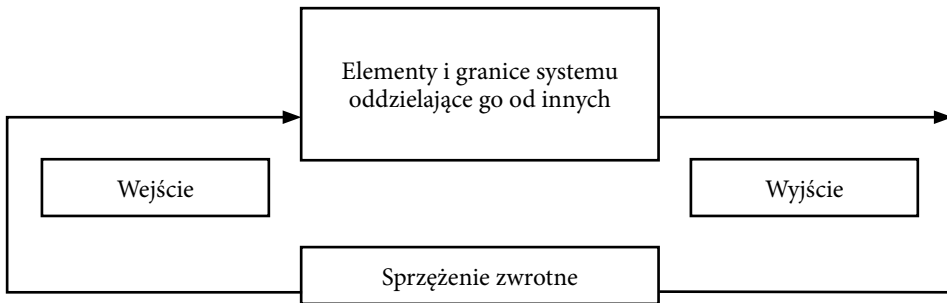 Elementy i granice systemu
oddzielające go od innych
Wejście
Wyjście
Sprzężenie zwrotne